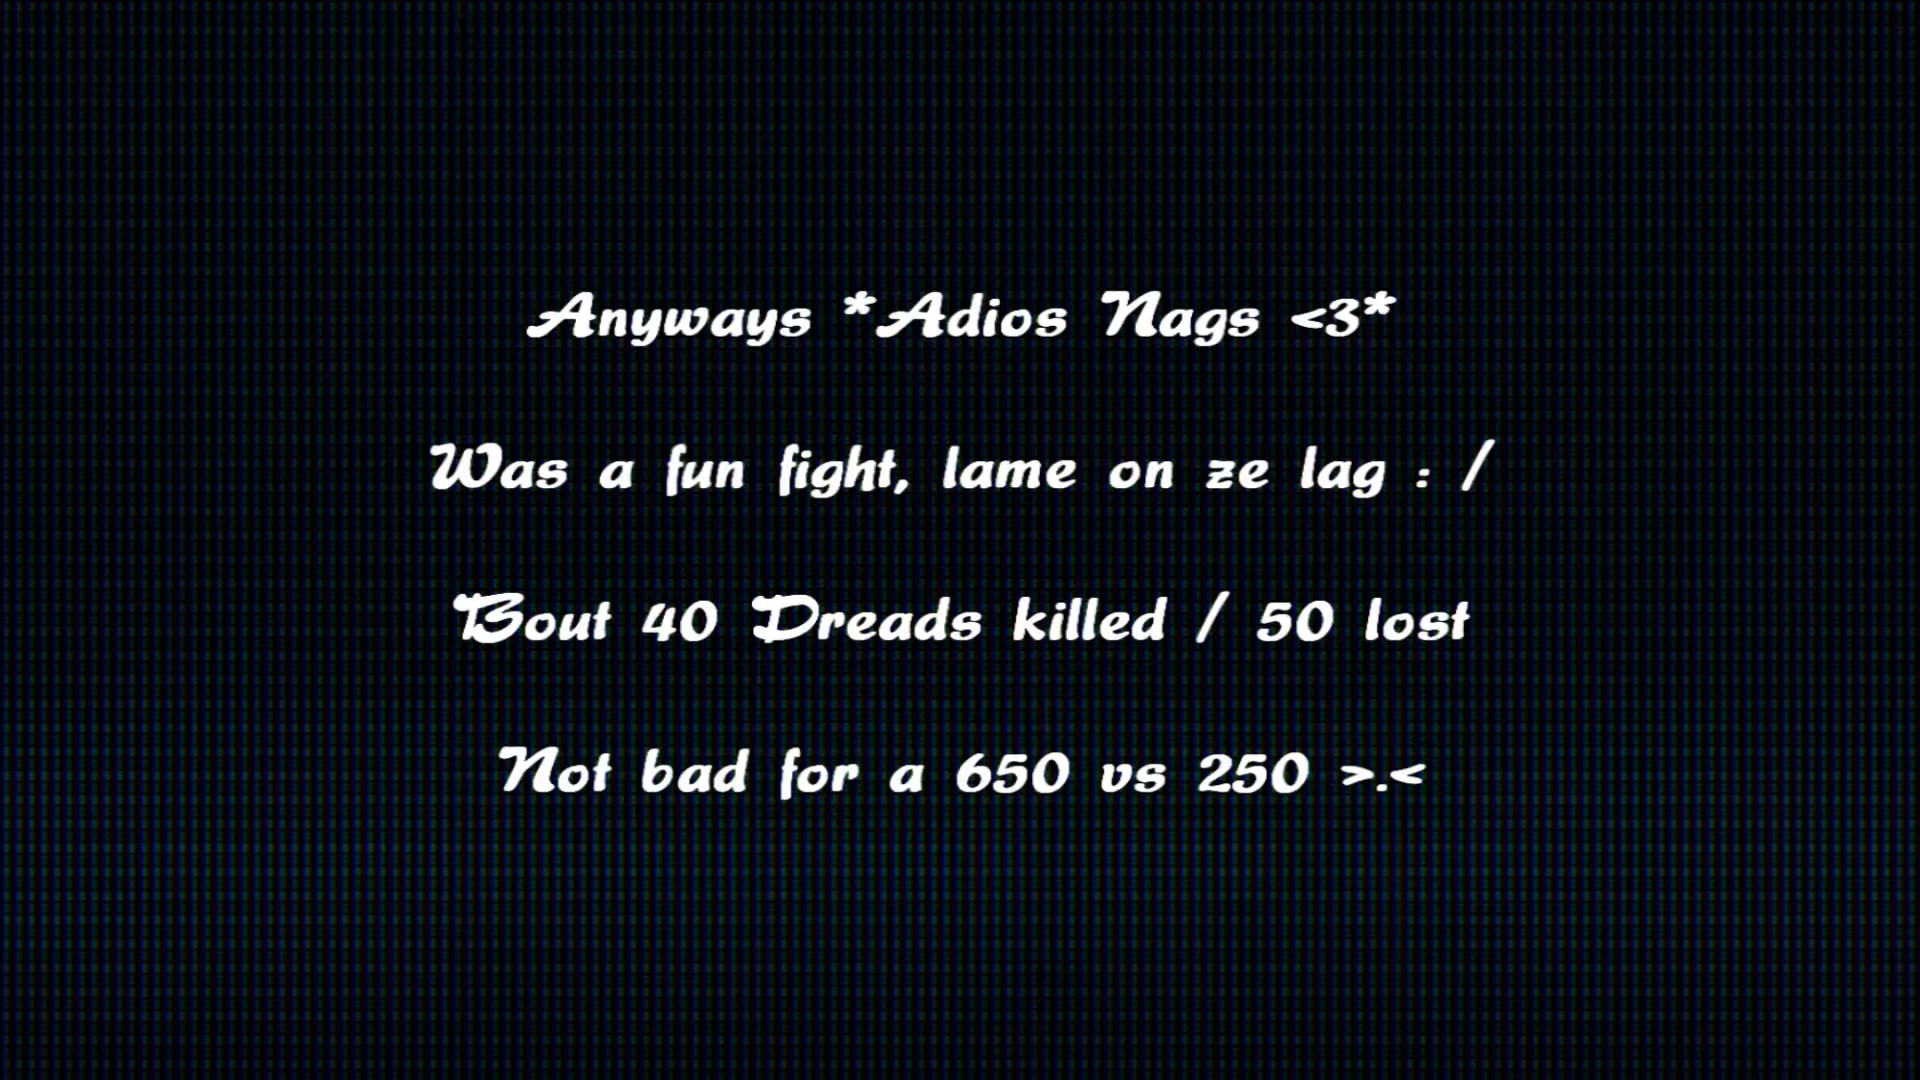 Anyways *Adios Nags <3*
Was a fun fight, lame on ze lag : /
Bout 40 Dreads killed / 50 lost
Not bad for a 650 vs 250 >.<